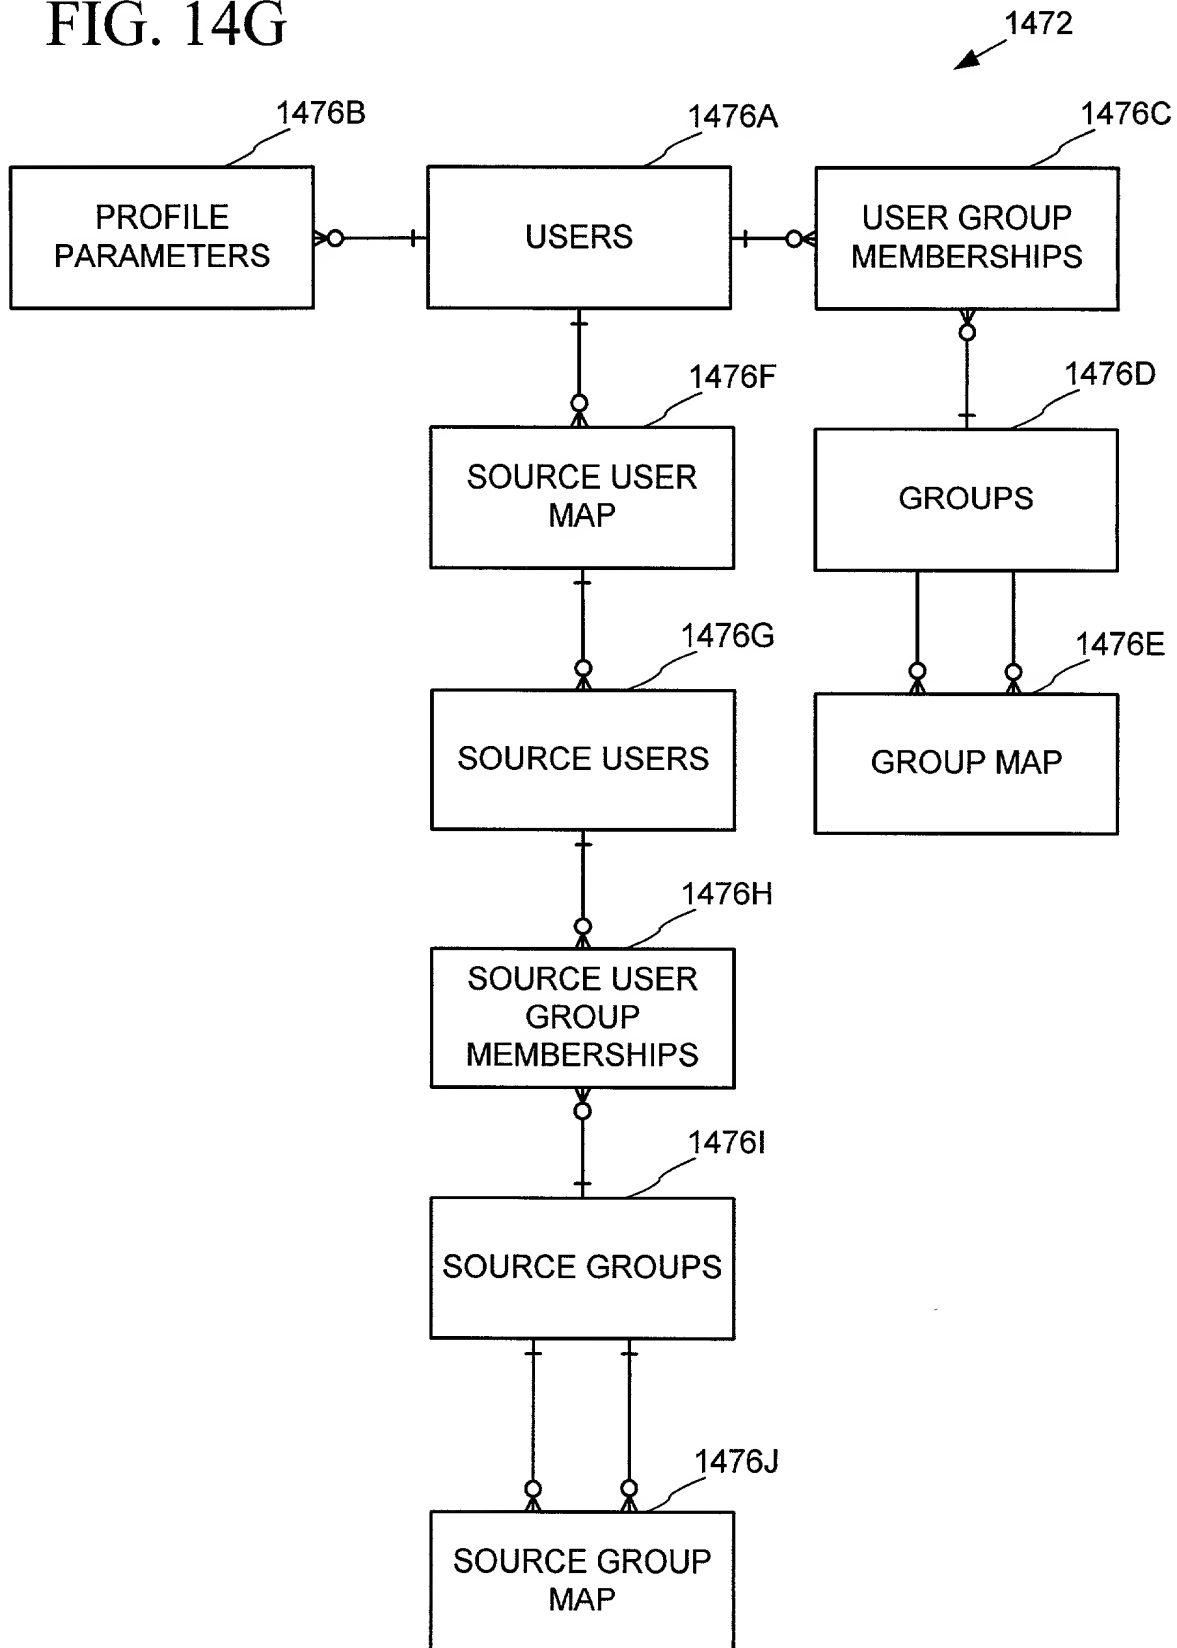 FIG. 14G
1472
1476B
1476A
1476C
PROFILE
PARAMETERS
USERS
USER GROUP
MEMBERSHIPS
1476F
1476D
SOURCE USER
MAP
GROUPS
1476G
1476E
SOURCE USERS
GROUP MAP
1476H
SOURCE USER
GROUP
MEMBERSHIPS
1476I
SOURCE GROUPS
1476J
SOURCE GROUP
MAP